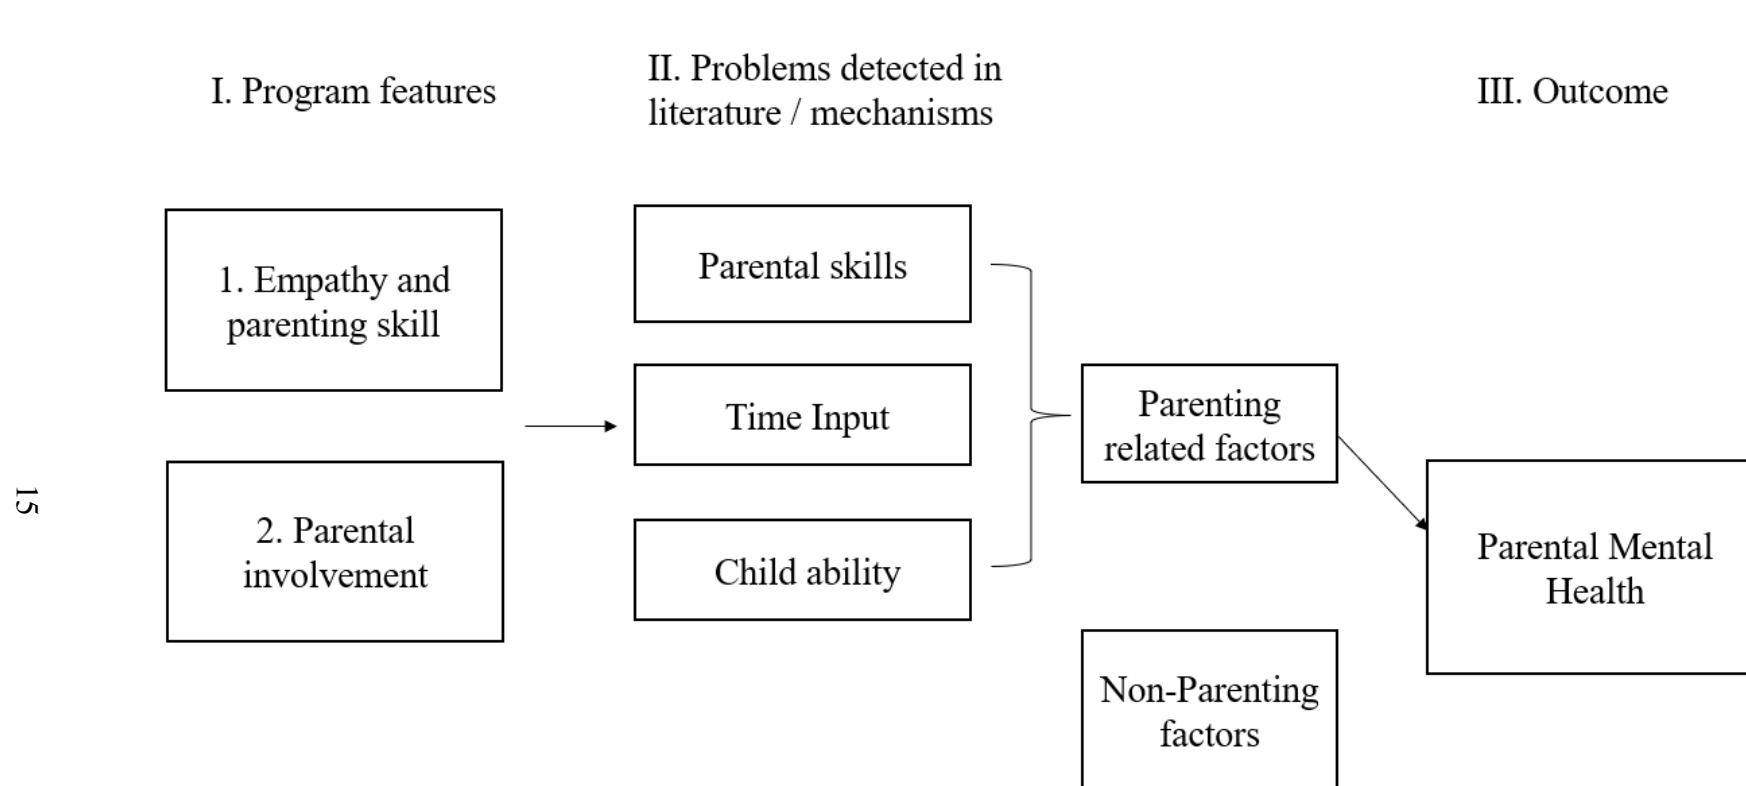 I. Program features
II. Problems detected in
literature / mechanisms
III. Outcome
1. Empathy and
parenting skill
2. Parental
involvement
Parental skills
Time Input
Child ability
Parenting
related factors
Non-Parenting
factors
Parental Mental
Health
15